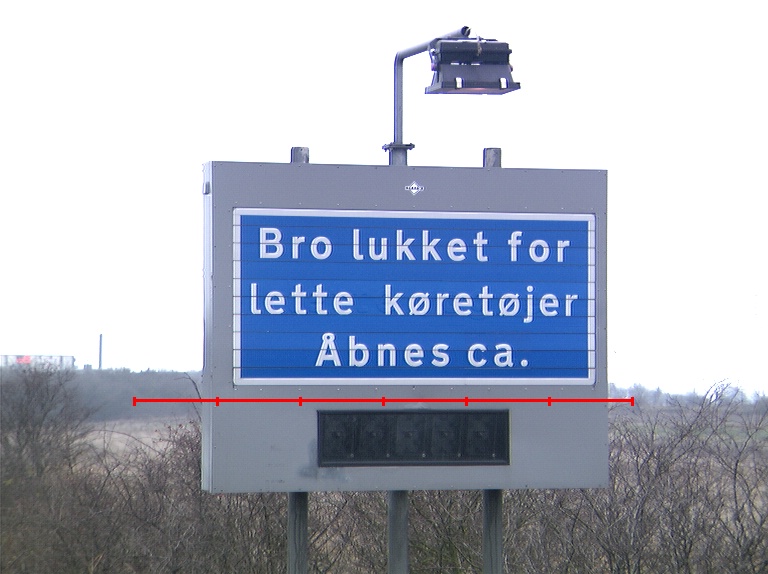 Bro lukket for
lette køretøjer
Åbnes ca.